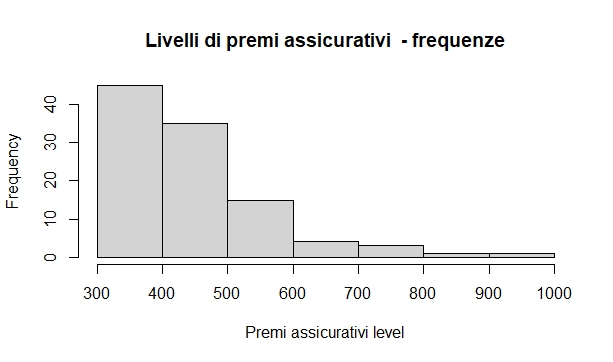 Livelli di premi assicurativi  - frequenze
Frequency
40
30
20
10
0
300 400 500 600 700 800 900 1000
Premi assicurativi level